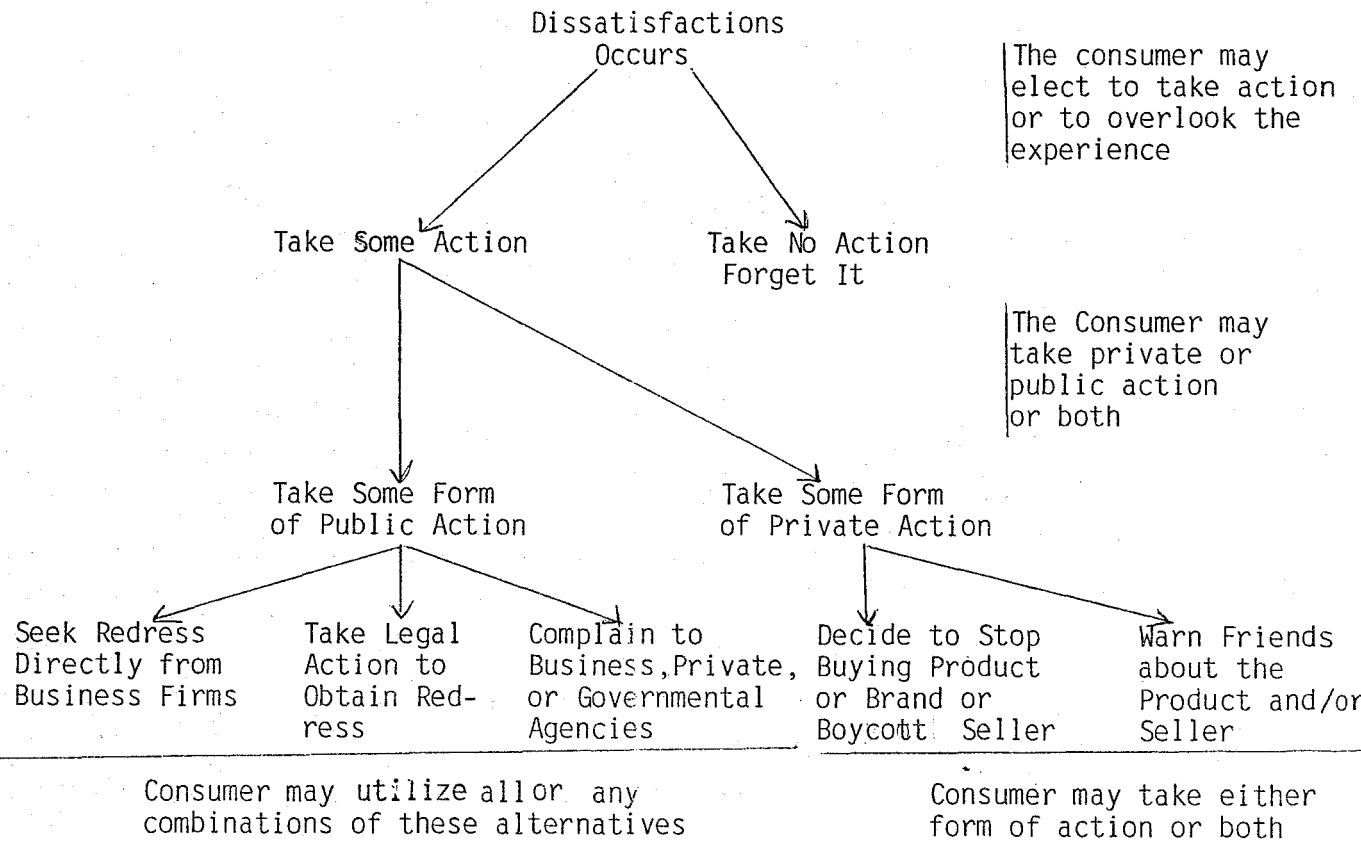 Dissatisfactions
Occurs
The consumer may
elect to take action
or to overlook the
experience
Take Some Action
Take No Action
Forget It
The Consumer may
take private or
public action
or both
Take Some Form
of Public Action
Take Some Form
of Private Action
Seek Redress
Directly from
Business Firms
Take Legal
Action to
Obtain Red-
ress
Complain to
Business, Private,
or Governmental
Agencies
Decide to Stop
Buying Product
or Brand or
Boycott Seller
Warn Friends
about the
Product and/or
Seller
Consumer may utilize all or any
combinations of these alternatives
Consumer may take either
form of action or both